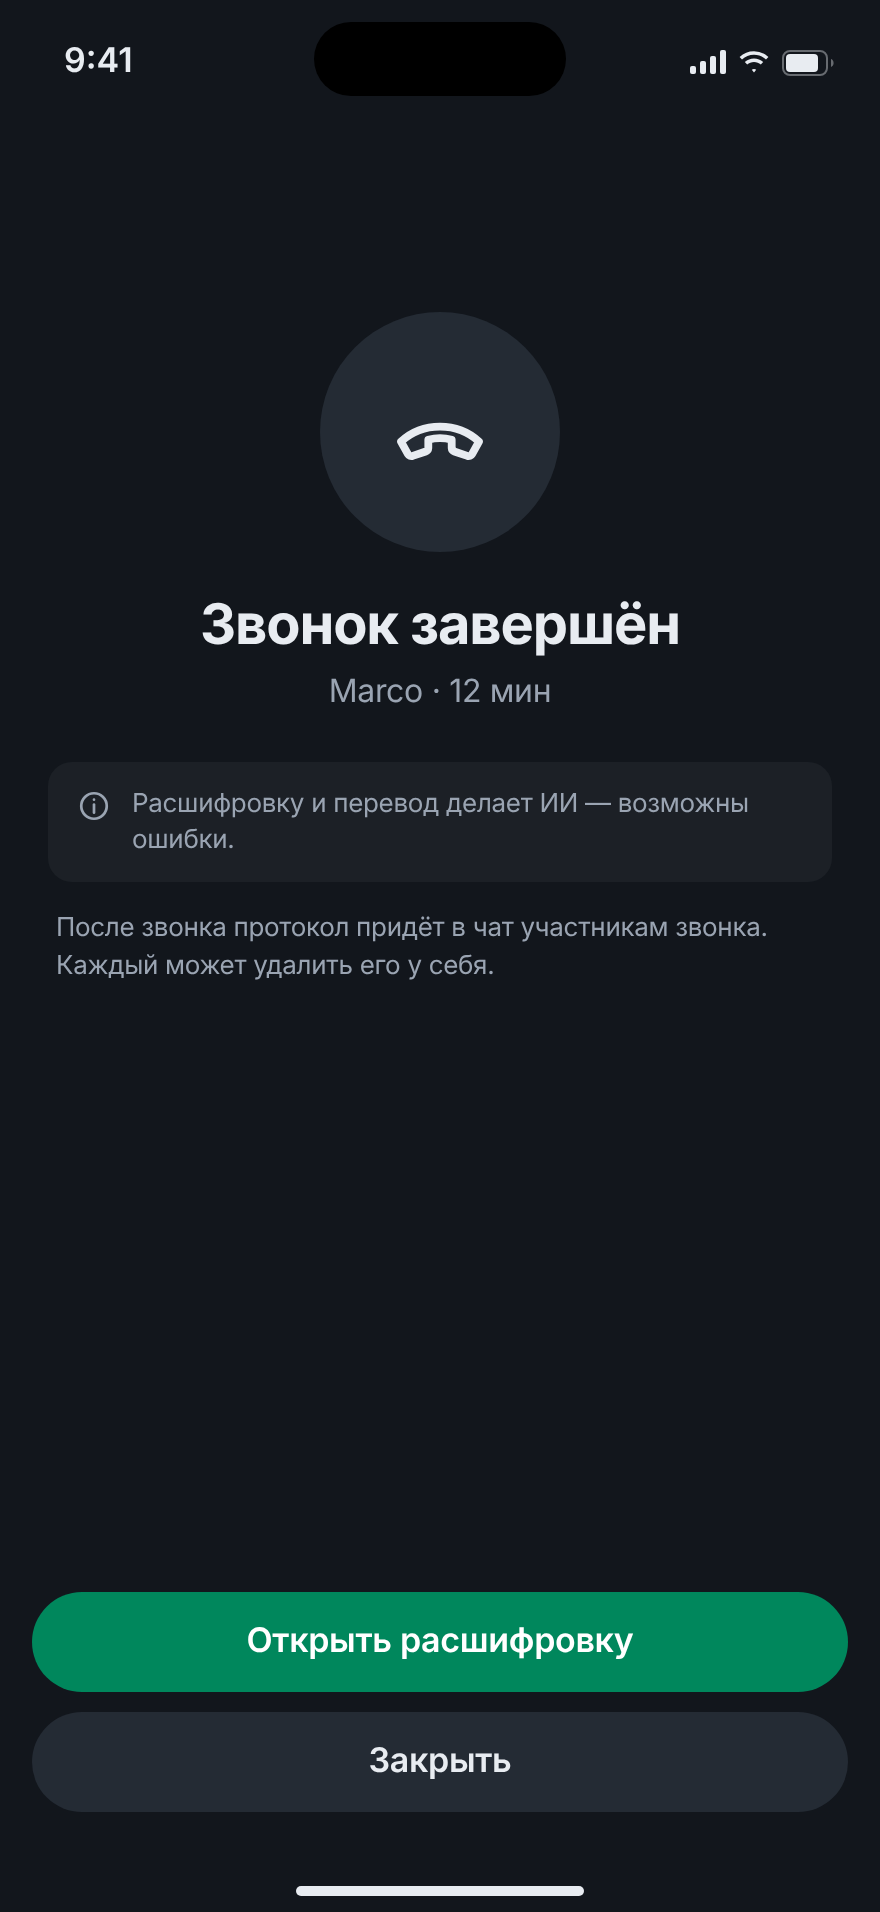 9:41
Звонок завершён
Marco · 12 мин
Расшифровку и перевод делает ИИ — возможны
ошибки.
После звонка протокол придёт в чат участникам звонка.
Каждый может удалить его у себя.
Открыть расшифровку
Закрыть